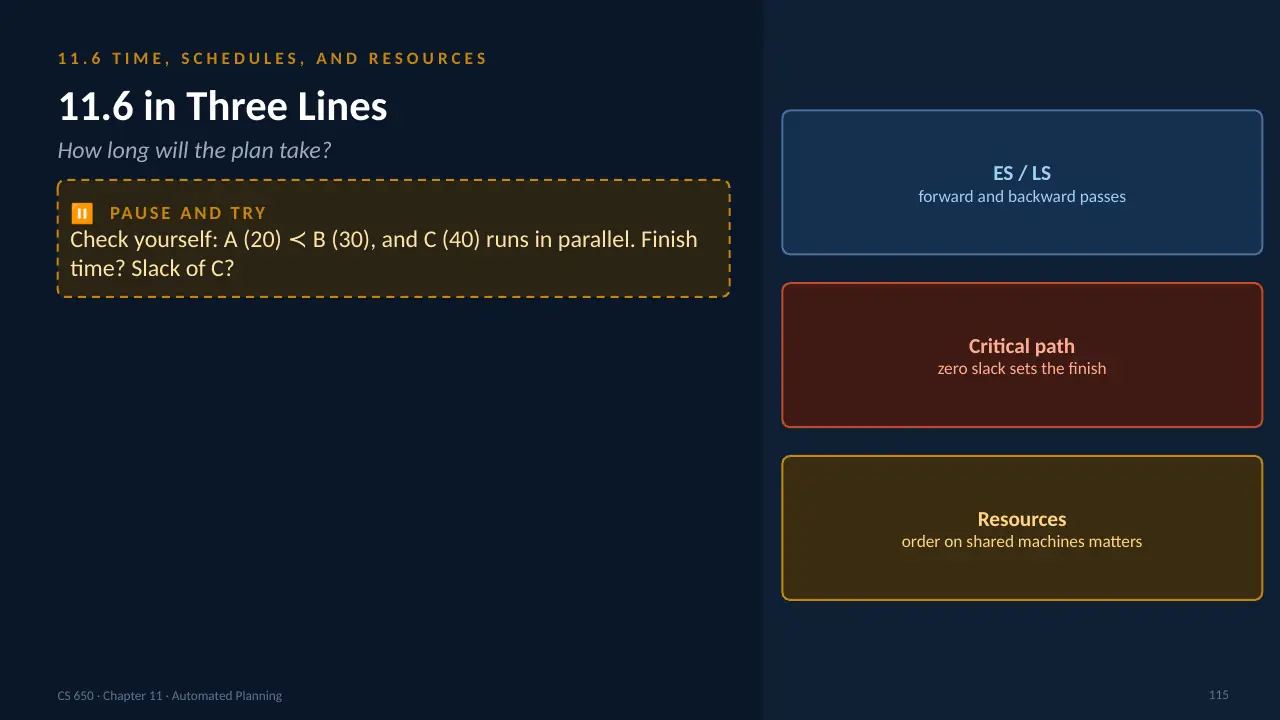 11.6 TIME, SCHEDULES, AND RESOURCES
11.6 in Three Lines
How long will the plan take?
⏸ PAUSE AND TRY
Check yourself: A (20) ≺ B (30), and C (40) runs in parallel. Finish
time? Slack of C?
ES / LS
forward and backward passes
Critical path
zero slack sets the finish
Resources
order on shared machines matters
CS 650 · Chapter 11 · Automated Planning
115